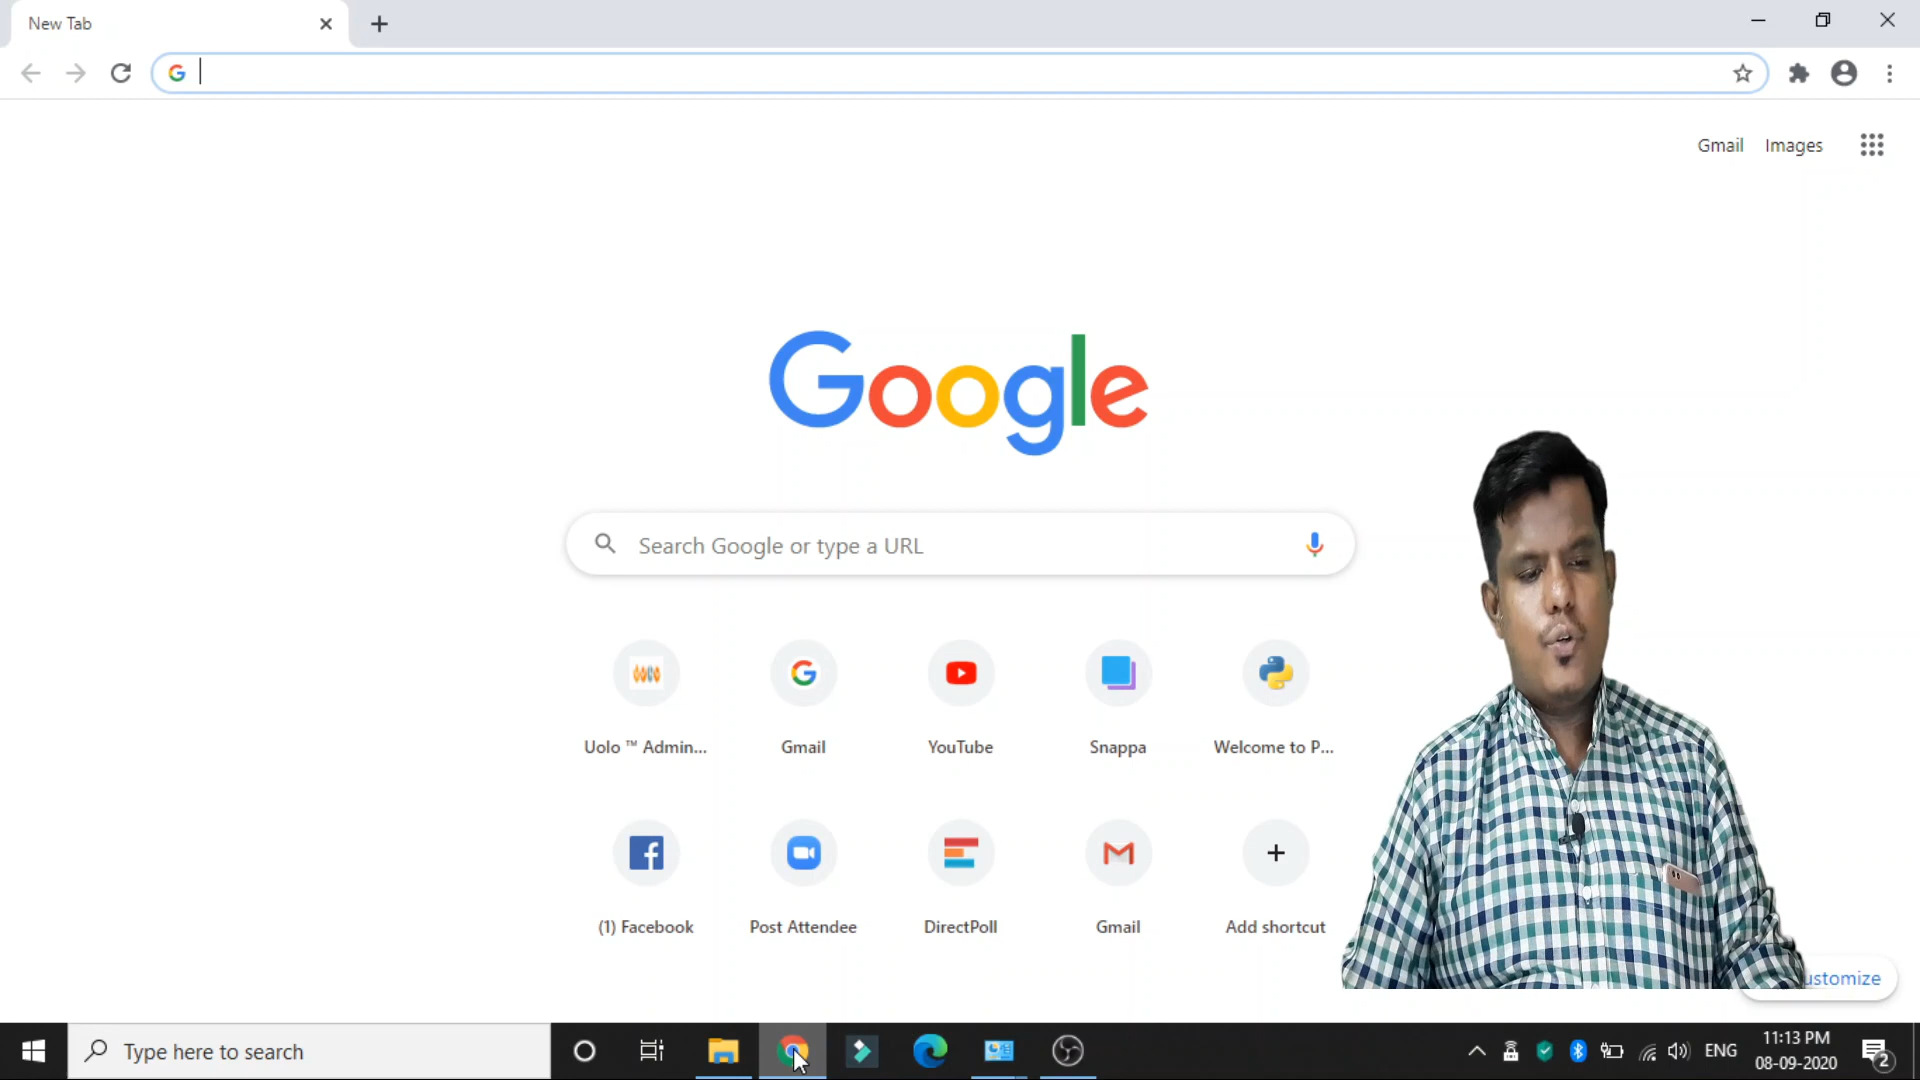 New Tab
Gmail Images
Google
Search Google or type a URL
Uolo ™ Admin...
Gmail
YouTube
Snappa
Welcome to P...
(1) Facebook
Post Attendee
DirectPoll
Gmail
Add shortcut
ustomize
Type here to search
ENG
11:13 PM
08-09-2020
2